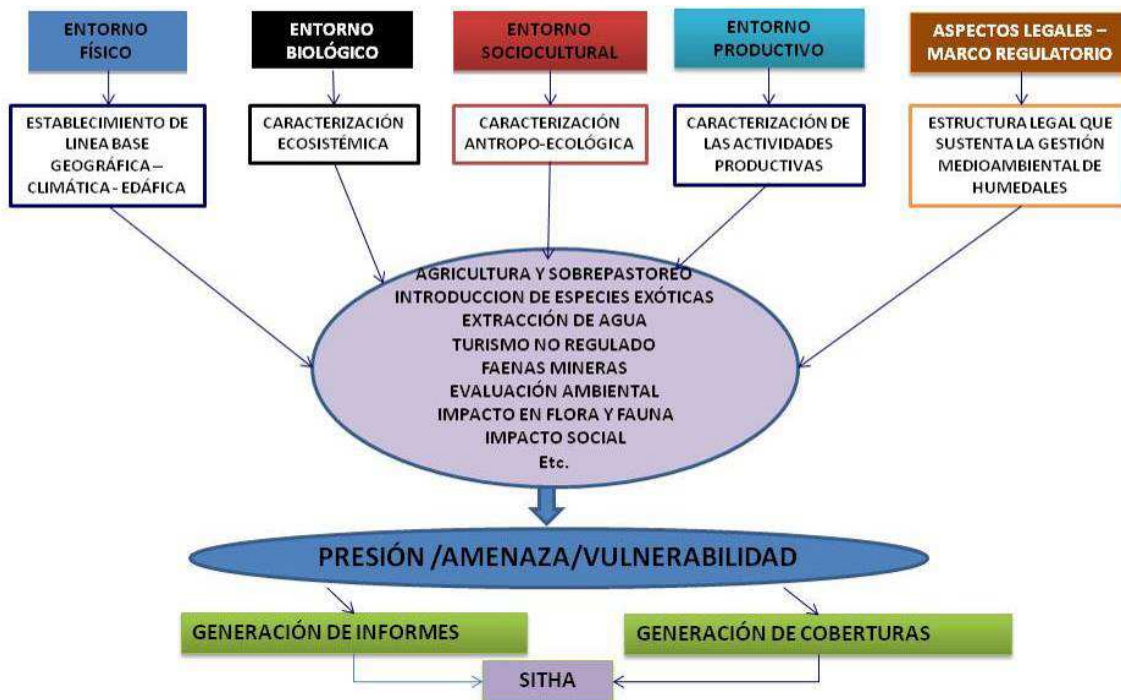 ENTORNO
FÍSICO
ENTORNO
BIOLÓGICO
ENTORNO
SOCIOCULTURAL
ENTORNO
PRODUCTIVO
ASPECTOS LEGALES –
MARCO REGULATORIO
ESTABLECIMIENTO DE
LINEA BASE
GEOGRÁFICA –
CLIMÁTICA - EDÁFICA
CARACTERIZACIÓN
ECOSISTÉMICA
CARACTERIZACIÓN
ANTROPO-ECOLÓGICA
CARACTERIZACIÓN DE
LAS ACTIVIDADES
PRODUCTIVAS
ESTRUCTURA LEGAL QUE
SUSTENTA LA GESTIÓN
MEDIOAMBIENTAL DE
HUMEDALES
AGRICULTURA Y SOBREPASTOREO
INTRODUCCION DE ESPECIES EXÓTICAS
EXTRACCIÓN DE AGUA
TURISMO NO REGULADO
FAENAS MINERAS
EVALUACIÓN AMBIENTAL
IMPACTO EN FLORA Y FAUNA
IMPACTO SOCIAL
Etc.
PRESIÓN /AMENAZA/VULNERABILIDAD
GENERACIÓN DE INFORMES
GENERACIÓN DE COBERTURAS
SITHA